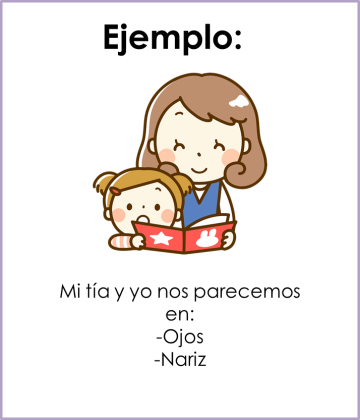 Ejemplo:
Mi tía y yo nos parecemos
en:
-Ojos
-Nariz